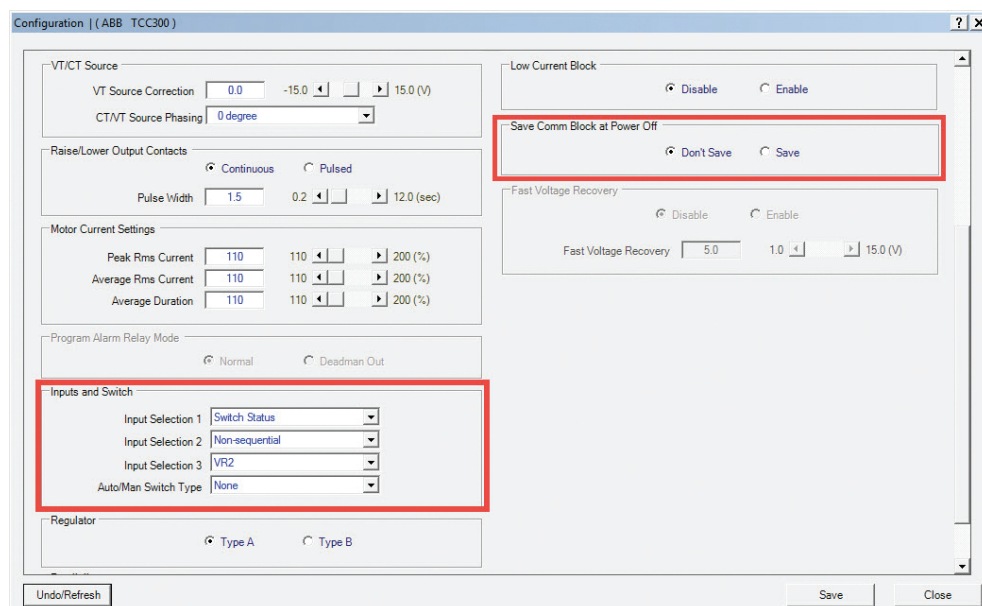 Configuration | ( ABB TCC300 )
? X
VT/CT Source
VT Source Correction 0.0 -15.0 15.0 (V)
CT/VT Source Phasing 0 degree
Raise/Lower Output Contacts
Continuous Pulsed
Pulse Width 1.5 0.2 12.0 (sec)
Motor Current Settings
Peak Rms Current 110 110 200 (%)
Average Rms Current 110 110 200 (%)
Average Duration 110 110 200 (%)
Program Alarm Relay Mode
Normal Deadman Out
Inputs and Switch
Input Selection 1 Switch Status
Input Selection 2 Non-sequential
Input Selection 3 VR2
Auto/Man Switch Type None
Regulator
Type A Type B
Low Current Block
Disable Enable
Save Comm Block at Power Off
Don't Save Save
Fast Voltage Recovery
Disable Enable
Fast Voltage Recovery 5.0 1.0 15.0 (V)
Undo/Refresh Save Close